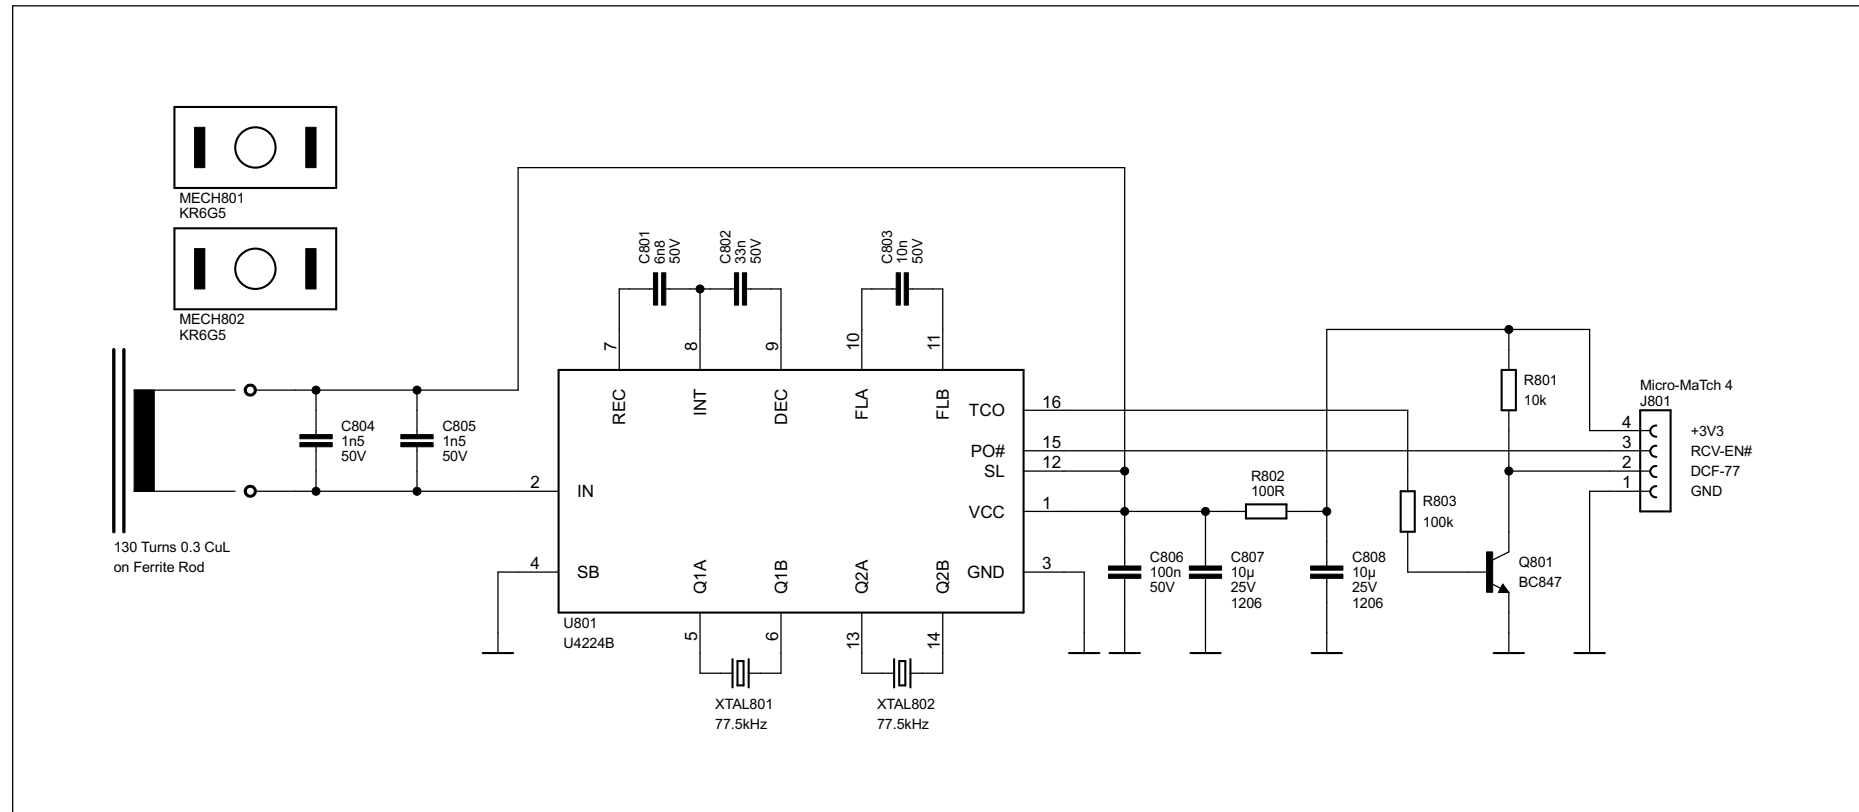 MECH801
KR6G5
MECH802
KR6G5
C801
6n8
50V
C802
33n
50V
C803
10n
50V
7
8
9
10
11
REC
INT
DEC
FLA
FLB
TCO
16
PO#
15
SL
12
VCC
1
GND
3
2
IN
4
SB
Q1A
Q1B
Q2A
Q2B
5
6
13
14
U801
U4224B
XTAL801
77.5kHz
XTAL802
77.5kHz
C804
1n5
50V
C805
1n5
50V
130 Turns 0.3 CuL
on Ferrite Rod
R802
100R
C806
100n
50V
C807
10µ
25V
1206
C808
10µ
25V
1206
R803
100k
R801
10k
Q801
BC847
Micro-MaTch 4
J801
4
+3V3
3
RCV-EN#
2
DCF-77
1
GND